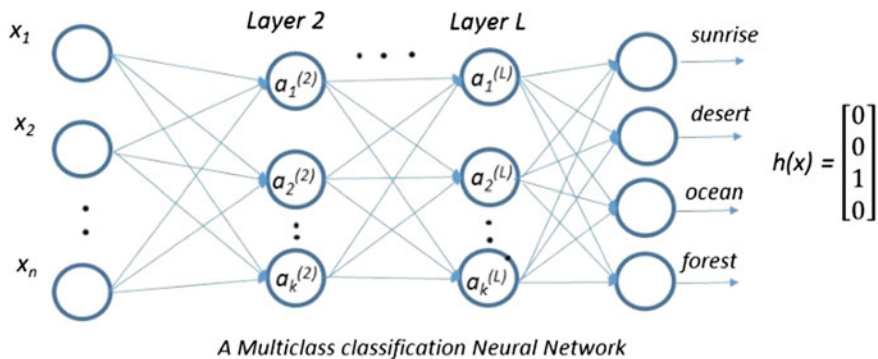 Layer 2 . . . Layer L
x₁
x₂
xₙ
a₁⁽²⁾
a₂⁽²⁾
aₖ⁽²⁾
a₁⁽ᴸ⁾
a₂⁽ᴸ⁾
aₖ⁽ᴸ⁾
sunrise
desert
ocean
forest
h(x) = [0 0 1 0]
A Multiclass classification Neural Network